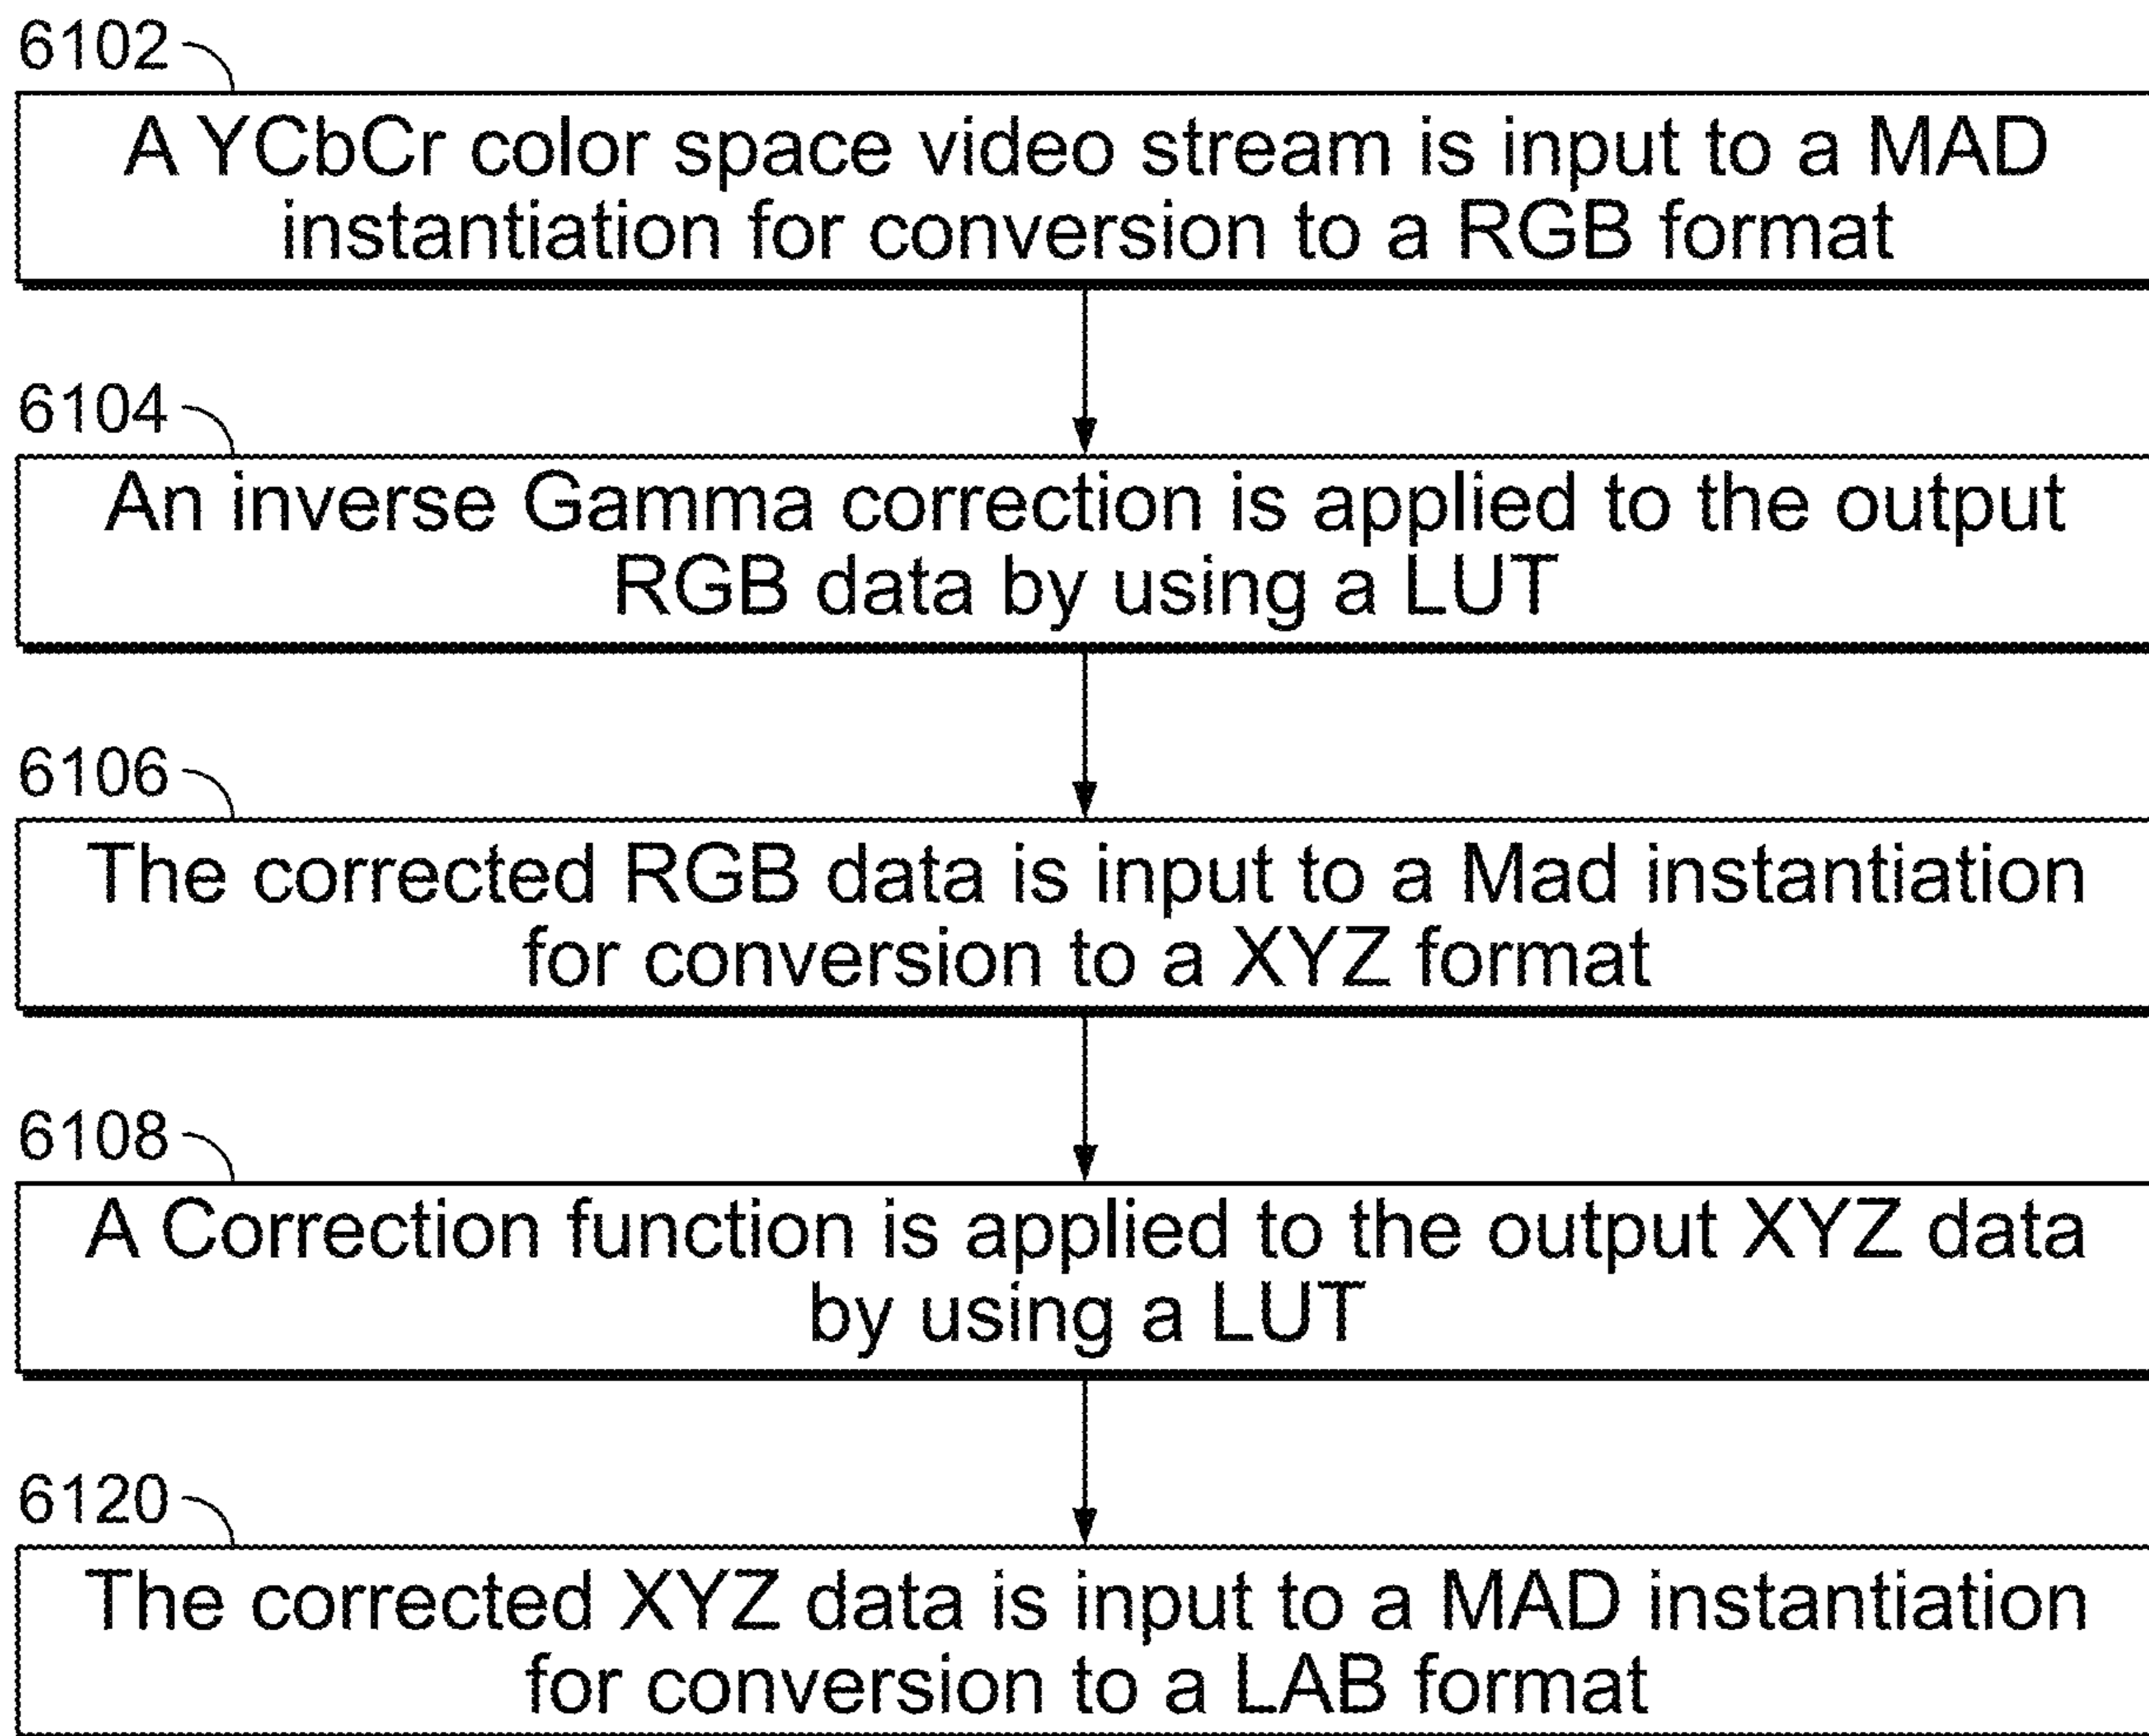 6102
A YCbCr color space video stream is input to a MAD
instantiation for conversion to a RGB format
6104
An inverse Gamma correction is applied to the output
RGB data by using a LUT
6106
The corrected RGB data is input to a Mad instantiation
for conversion to a XYZ format
6108
A Correction function is applied to the output XYZ data
by using a LUT
6120
The corrected XYZ data is input to a MAD instantiation
for conversion to a LAB format